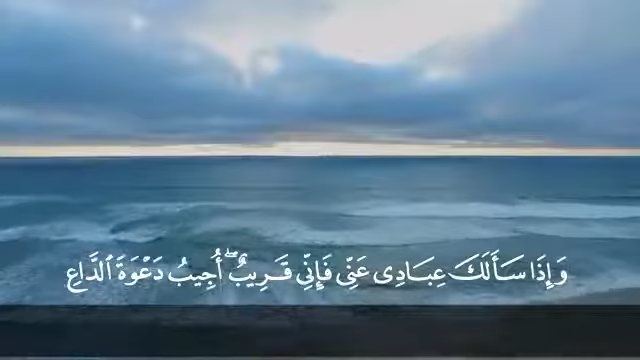 وَإِذَا سَأَلَكَ عِبَادِى عَنِّى فَإِنِّى قَرِيبٌ ۖ أُجِيبُ دَعْوَةَ ٱلدَّاعِ